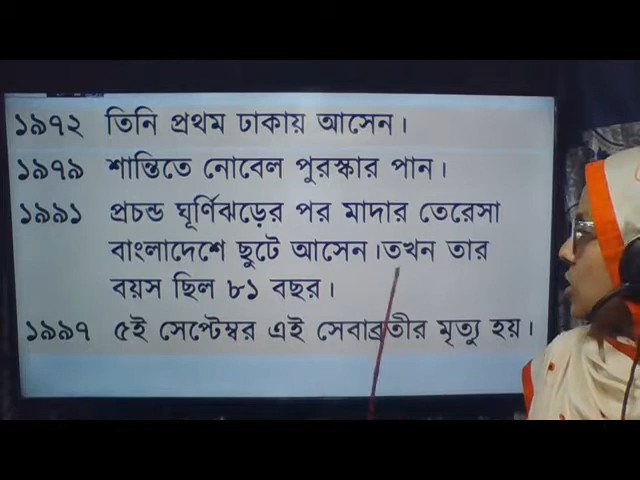 ১৯৭২ তিনি প্রথম ঢাকায় আসেন।
১৯৭৯ শান্তিতে নোবেল পুরস্কার পান।
১৯৯১ প্রচন্ড ঘূর্ণিঝড়ের পর মাদার তেরেসা
বাংলাদেশে ছুটে আসেন।তখন তার
বয়স ছিল ৮১ বছর।
১৯৯৭ ৫ই সেপ্টেম্বর এই সেবাব্রতীর মৃত্যু হয়।